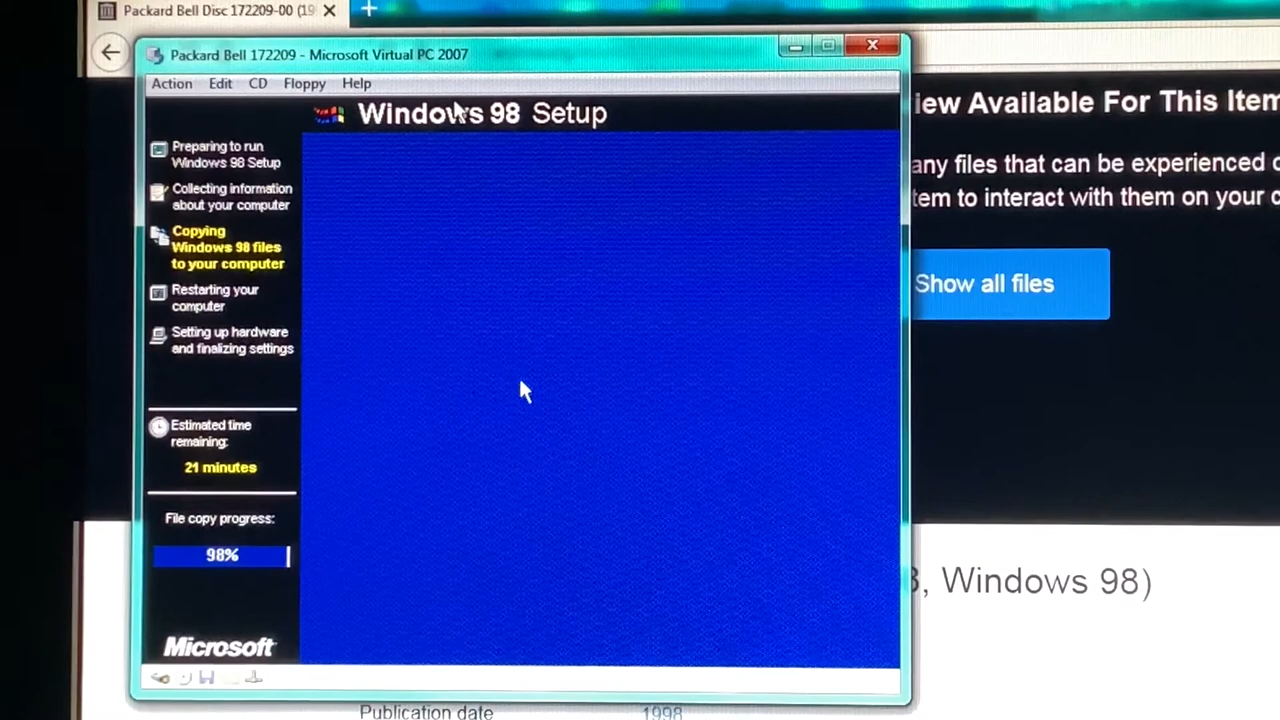 Packard Bell Disc 172209-00 (19
Packard Bell 172209 - Microsoft Virtual PC 2007
Action Edit CD Floppy Help
Windows 98 Setup
Preparing to run
Windows 98 Setup
Collecting information
about your computer
Copying
Windows 98 files
to your computer
Restarting your
computer
Setting up hardware
and finalizing settings
Estimated time
remaining:
21 minutes
File copy progress:
98%
Microsoft
iew Available For This Item
any files that can be experienced
tem to interact with them on your c
Show all files
, Windows 98)
Publication date 1998